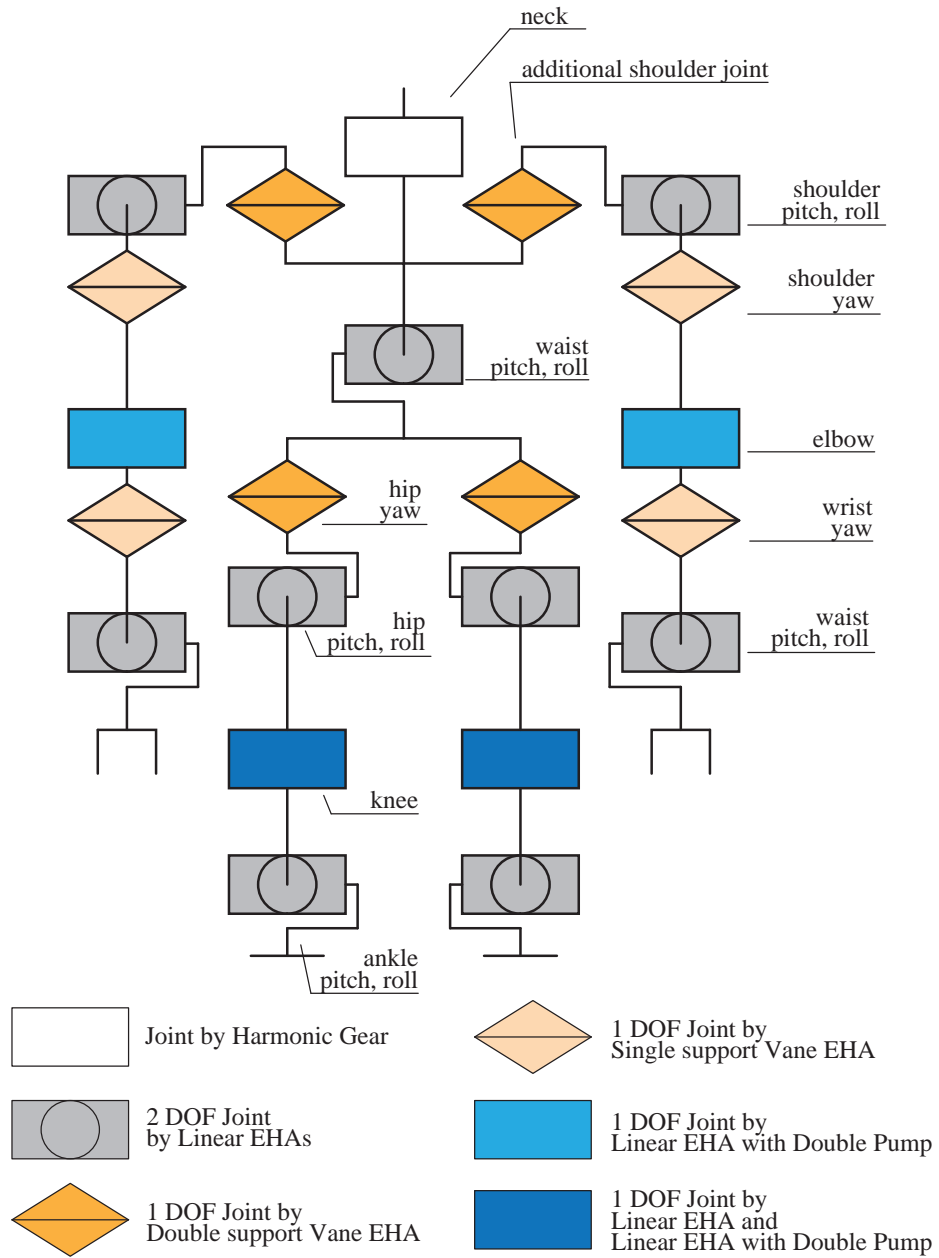 neck
additional shoulder joint
shoulder
pitch, roll
shoulder
yaw
waist
pitch, roll
elbow
hip
yaw
wrist
yaw
hip
pitch, roll
waist
pitch, roll
knee
ankle
pitch, roll
Joint by Harmonic Gear
1 DOF Joint by
Single support Vane EHA
2 DOF Joint
by Linear EHAs
1 DOF Joint by
Linear EHA with Double Pump
1 DOF Joint by
Double support Vane EHA
1 DOF Joint by
Linear EHA and
Linear EHA with Double Pump